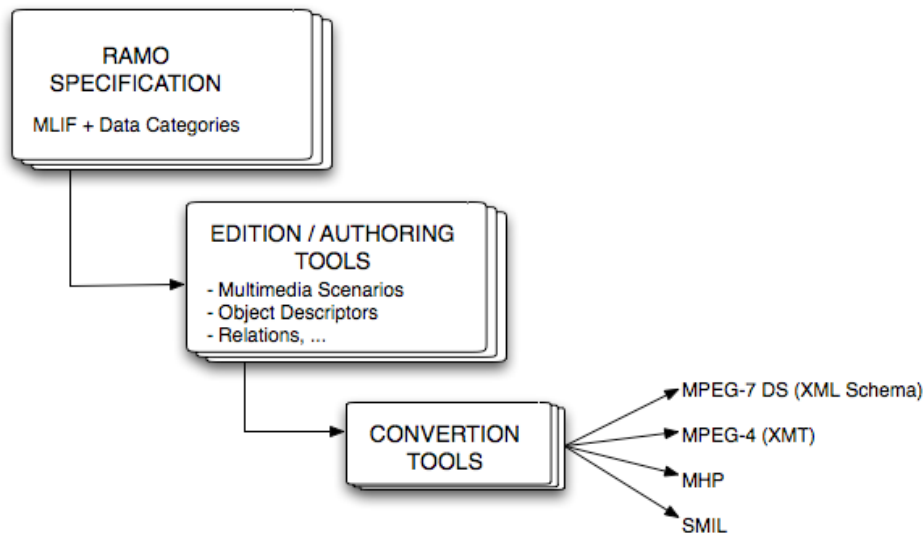 RAMO
SPECIFICATION
MLIF + Data Categories
EDITION / AUTHORING
TOOLS
- Multimedia Scenarios
- Object Descriptors
- Relations, ...
CONVERTION
TOOLS
MPEG-7 DS (XML Schema)
MPEG-4 (XMT)
MHP
SMIL